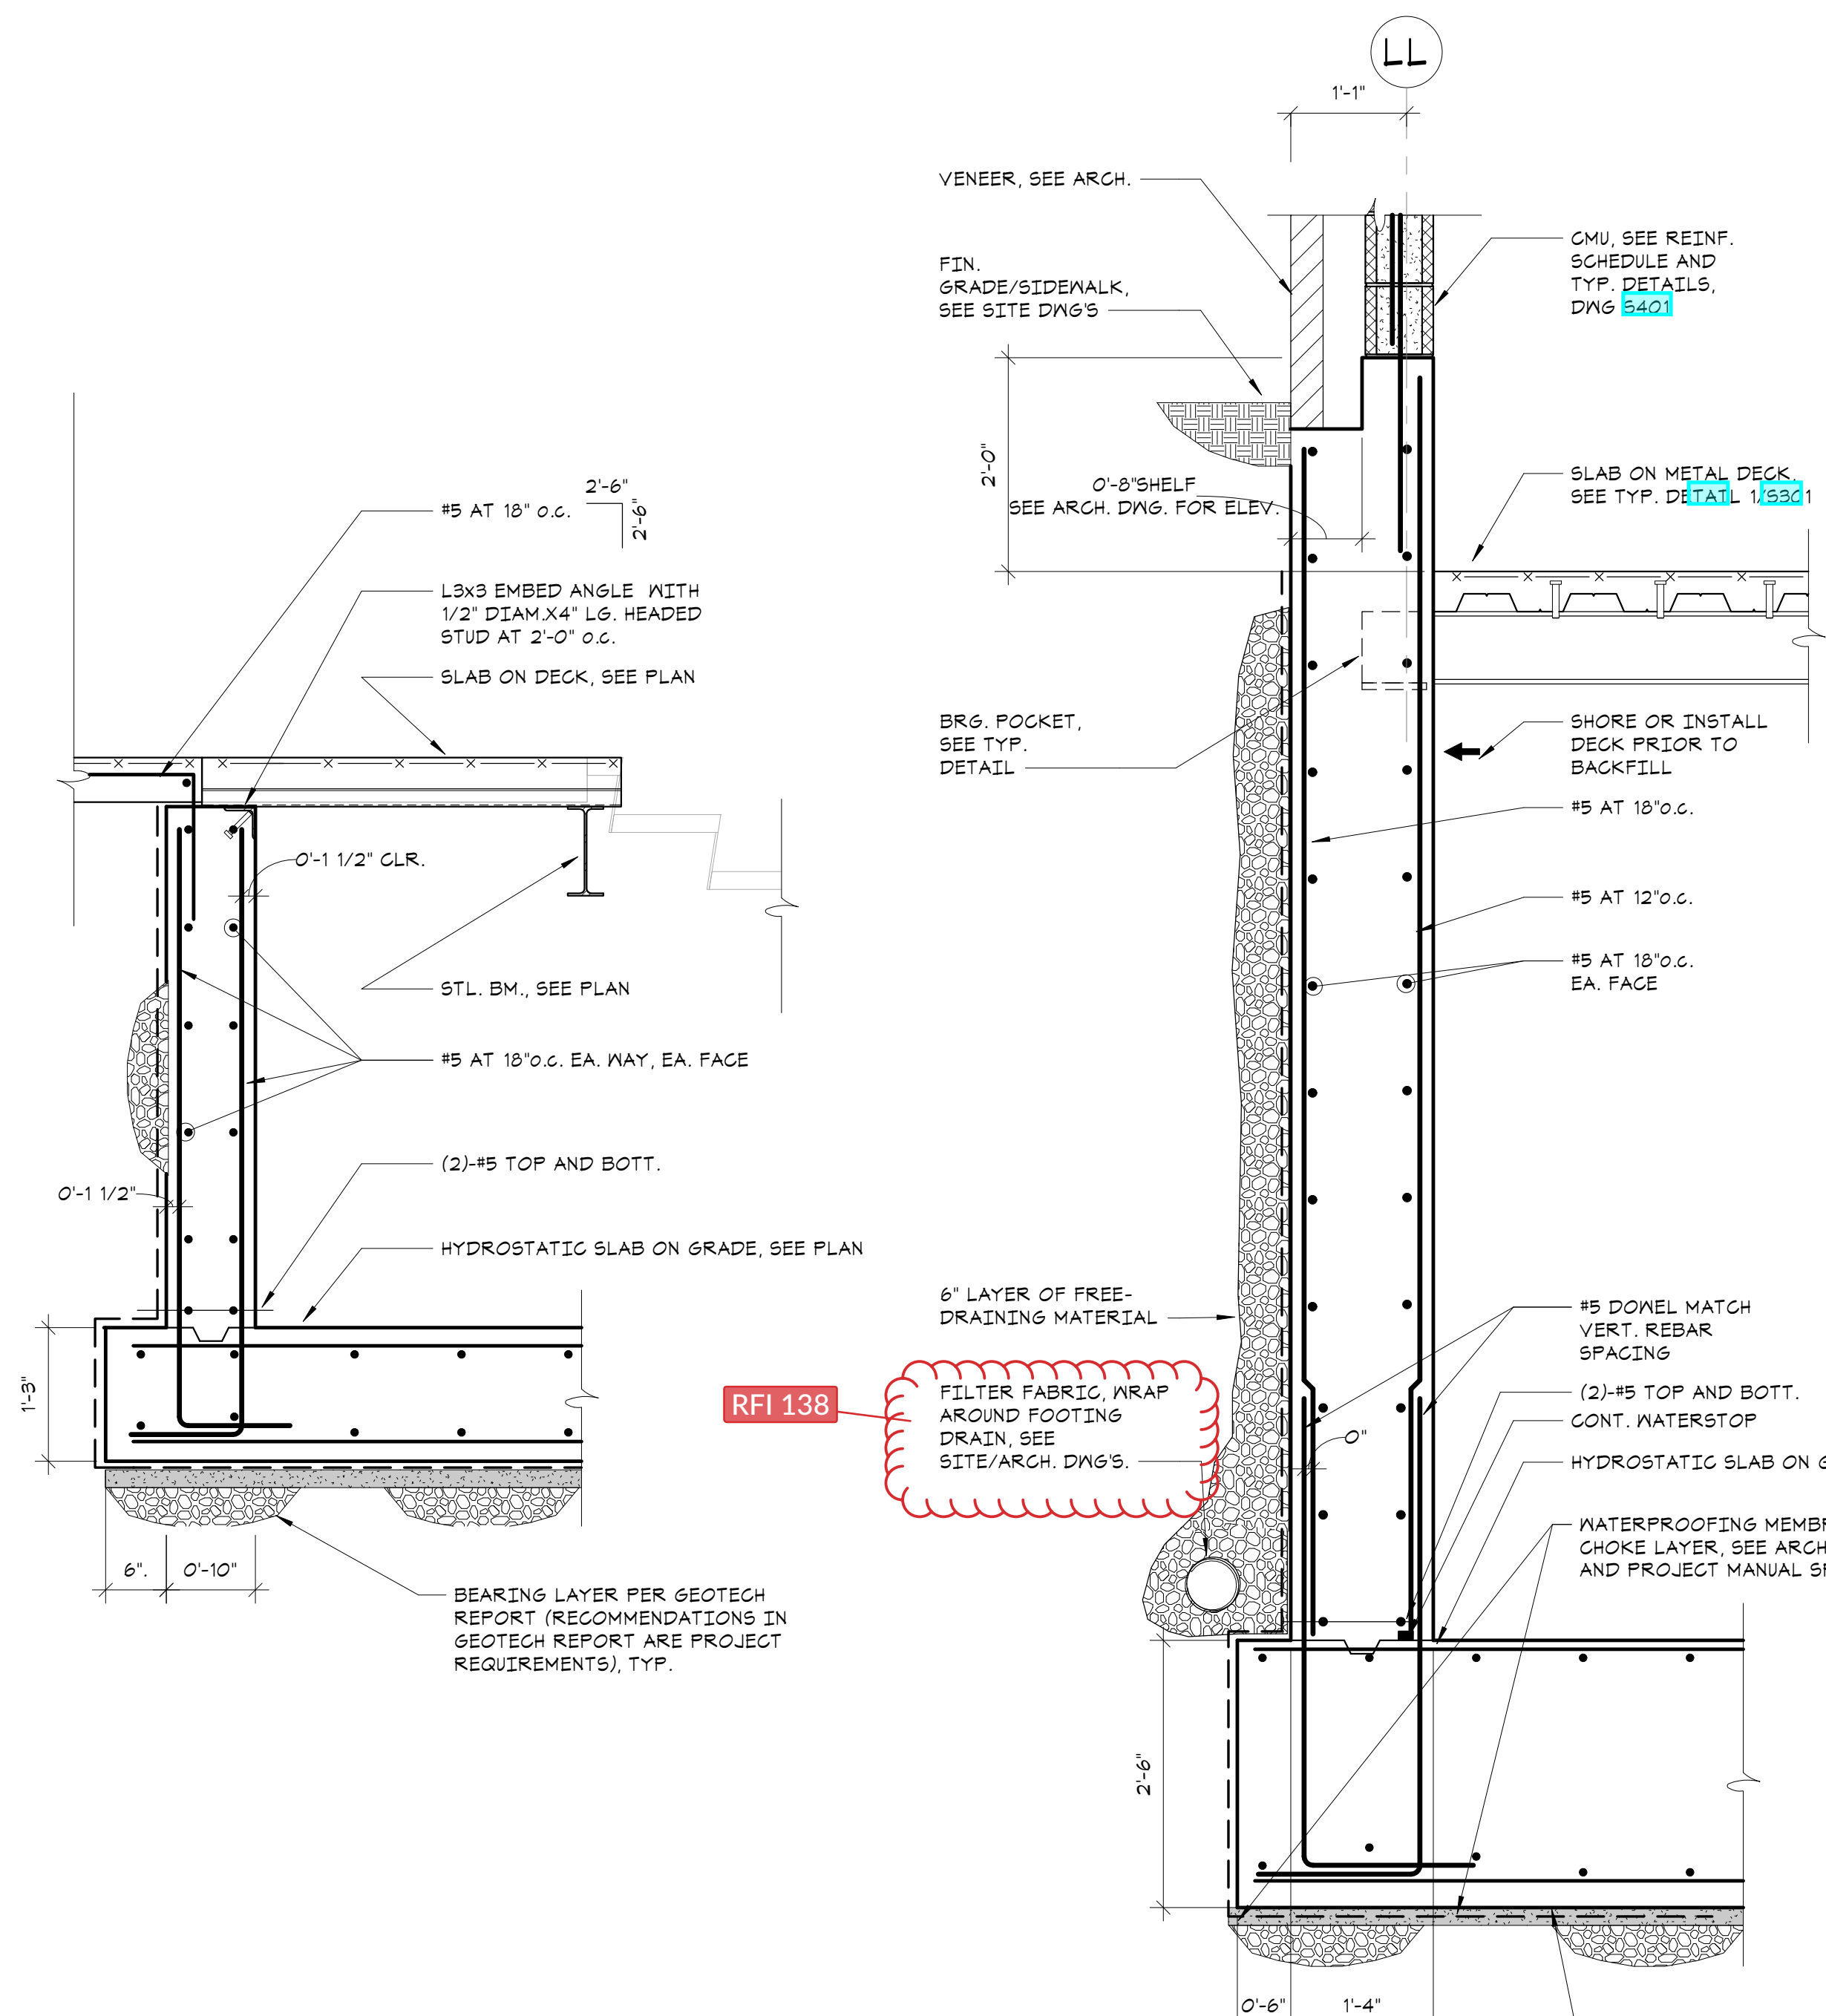 #5 AT 18" o.c.
2'-6"
2'-6"
L3x3 EMBED ANGLE WITH
1/2" DIAM.X4" LG. HEADED
STUD AT 2'-0" o.c.
SLAB ON DECK, SEE PLAN
0'-1 1/2" CLR.
STL. BM., SEE PLAN
#5 AT 18"o.c. EA. WAY, EA. FACE
(2)-#5 TOP AND BOTT.
0'-1 1/2"
HYDROSTATIC SLAB ON GRADE, SEE PLAN
1'-3"
6".
0'-10"
BEARING LAYER PER GEOTECH
REPORT (RECOMMENDATIONS IN
GEOTECH REPORT ARE PROJECT
REQUIREMENTS), TYP.
LL
1'-1"
VENEER, SEE ARCH.
FIN.
GRADE/SIDEWALK,
SEE SITE DWG'S
CMU, SEE REINF.
SCHEDULE AND
TYP. DETAILS,
DWG S401
2'-0"
0'-8"SHELF
SEE ARCH. DWG. FOR ELEV.
SLAB ON METAL DECK,
SEE TYP. DETAIL 1/S301
BRG. POCKET,
SEE TYP.
DETAIL
SHORE OR INSTALL
DECK PRIOR TO
BACKFILL
#5 AT 18"o.c.
#5 AT 12"o.c.
#5 AT 18"o.c.
EA. FACE
6" LAYER OF FREE-
DRAINING MATERIAL
RFI 138
FILTER FABRIC, WRAP
AROUND FOOTING
DRAIN, SEE
SITE/ARCH. DWG'S.
0"
#5 DOWEL MATCH
VERT. REBAR
SPACING
(2)-#5 TOP AND BOTT.
CONT. WATERSTOP
HYDROSTATIC SLAB ON
WATERPROOFING
CHOKE LAYER, SEE ARCH
AND PROJECT MANUAL
2'-6"
0'-6"
1'-4"